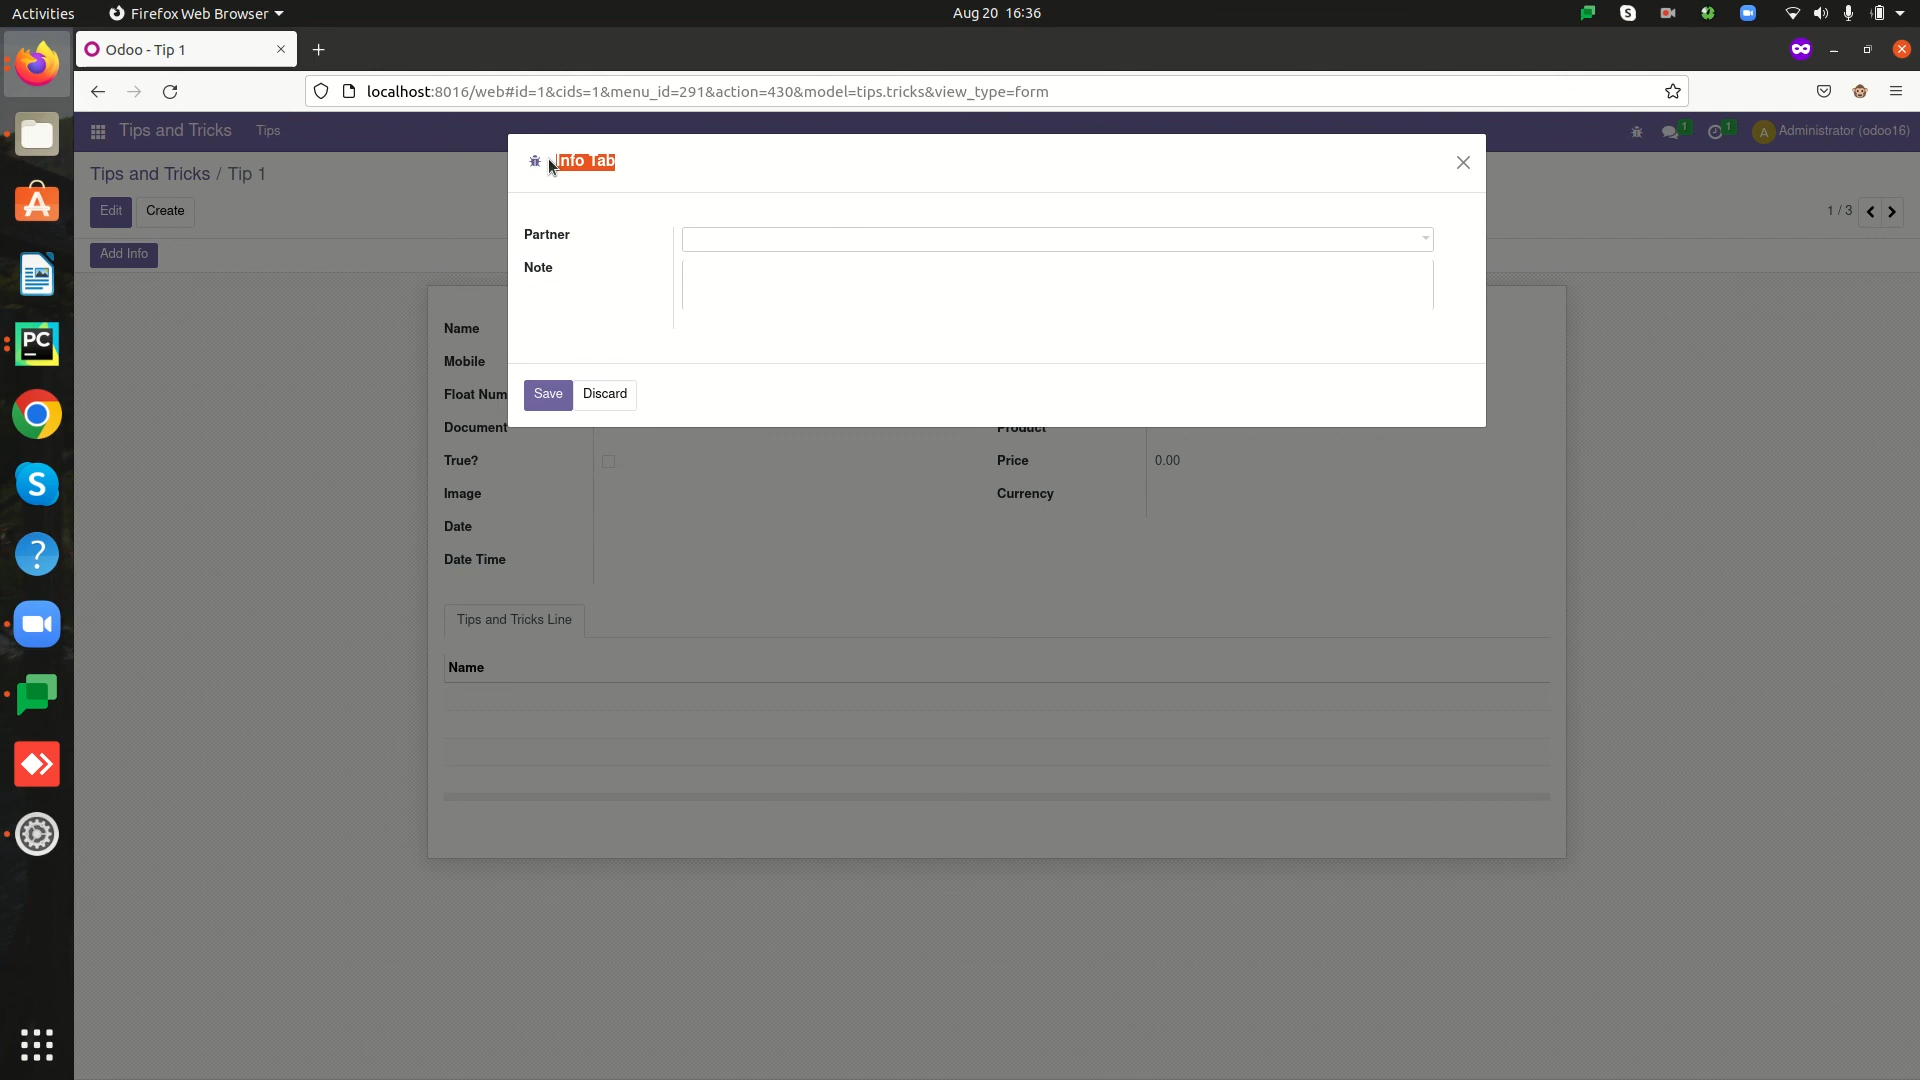 Activities Firefox Web Browser Aug 20 16:36
Odoo - Tip 1
localhost:8016/web#id=1&cids=1&menu_id=291&action=430&model=tips.tricks&view_type=form
Tips and Tricks Tips 1 1 A Administrator (odoo16)
Info Tab
Tips and Tricks / Tip 1
Edit Create 1 / 3
Partner
Add Info
Note
Name
Mobile
Float Num
Save Discard
Document Product
True? Price 0.00
Image Currency
Date
Date Time
Tips and Tricks Line
Name
PC
S
?